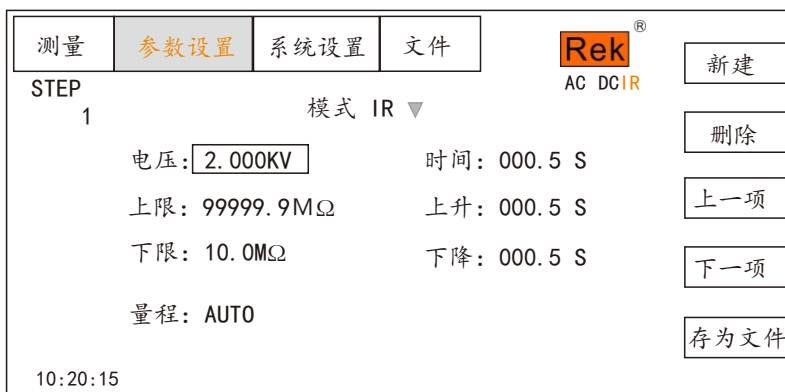 测量 参数设置 系统设置 文件 Rek®
AC DCIR
STEP
1
模式 IR ▼
电压: 2.000KV 时间: 000.5 S
上限: 99999.9MΩ 上升: 000.5 S
下限: 10.0MΩ 下降: 000.5 S
量程: AUTO
10:20:15
新建
删除
上一项
下一项
存为文件